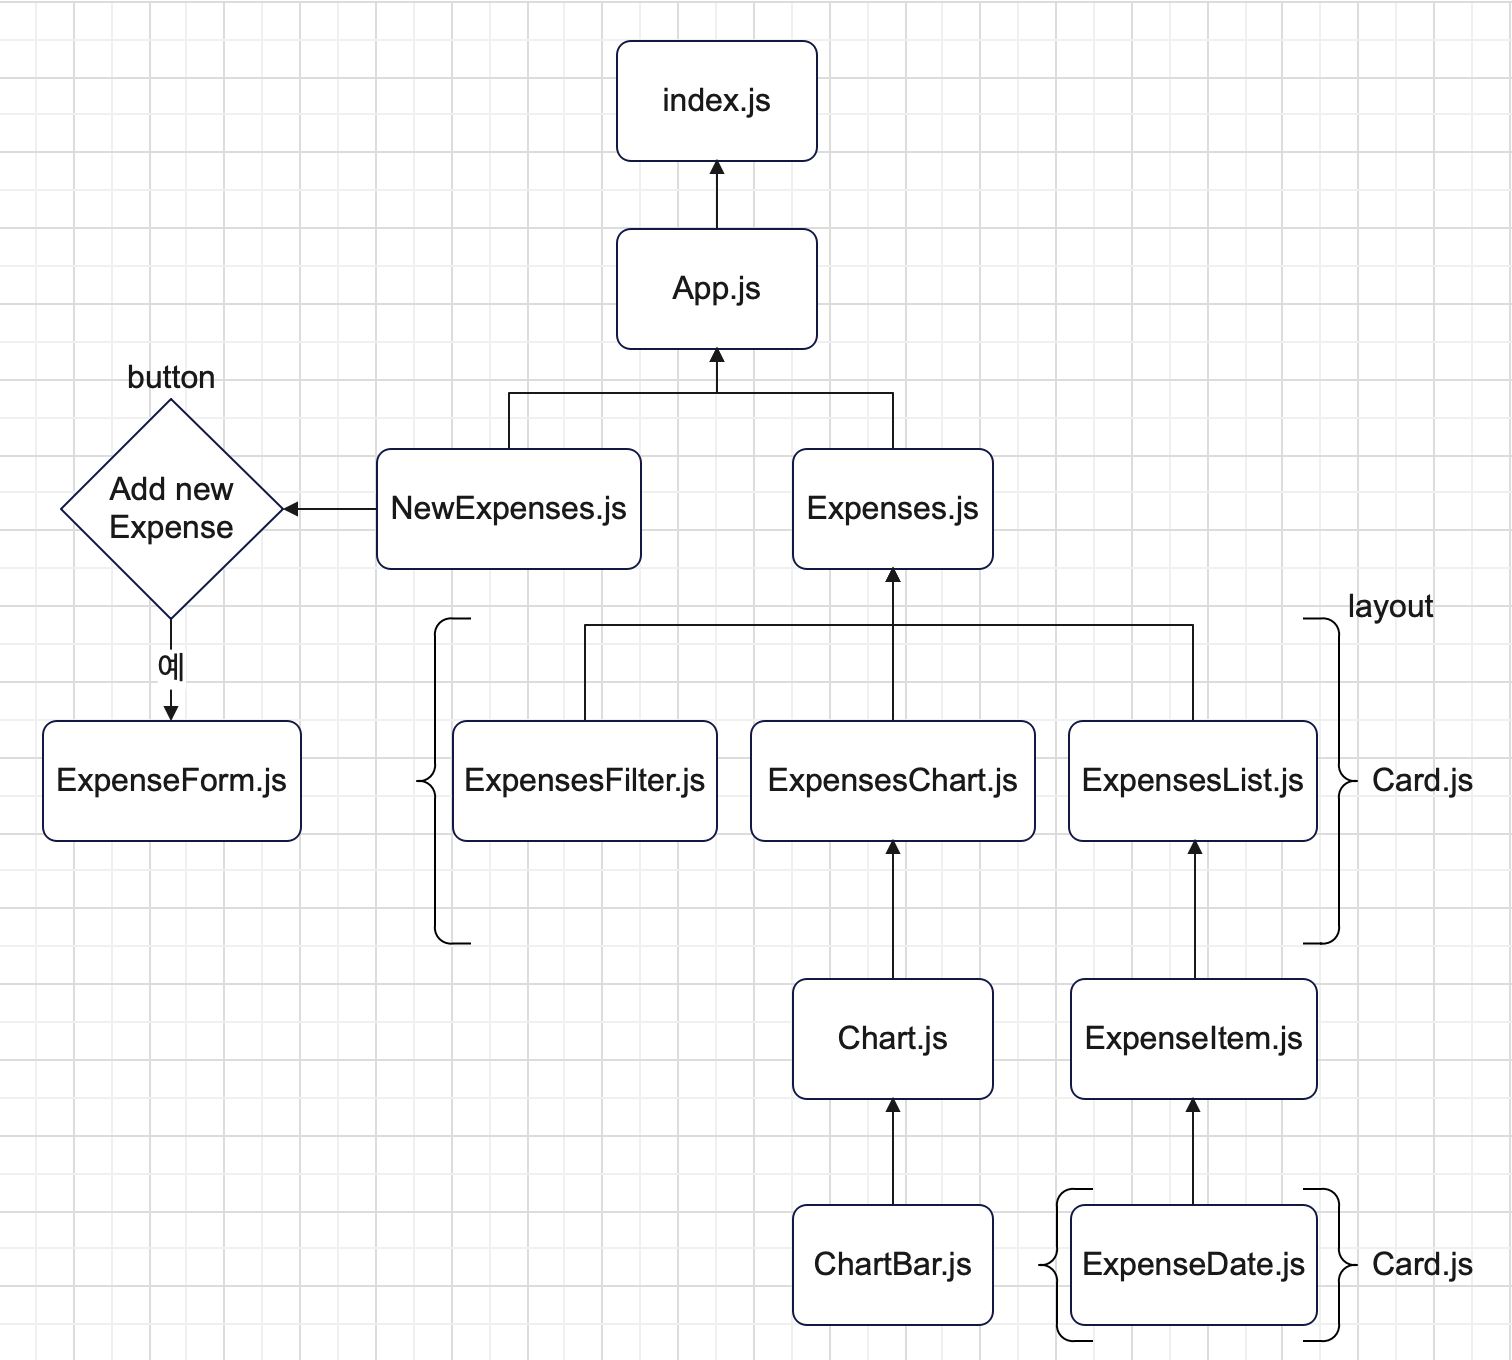 index.js
App.js
button
Add new
Expense
NewExpenses.js
Expenses.js
layout
예
ExpenseForm.js
ExpensesFilter.js
ExpensesChart.js
ExpensesList.js
Card.js
Chart.js
ExpenseItem.js
ChartBar.js
ExpenseDate.js
Card.js